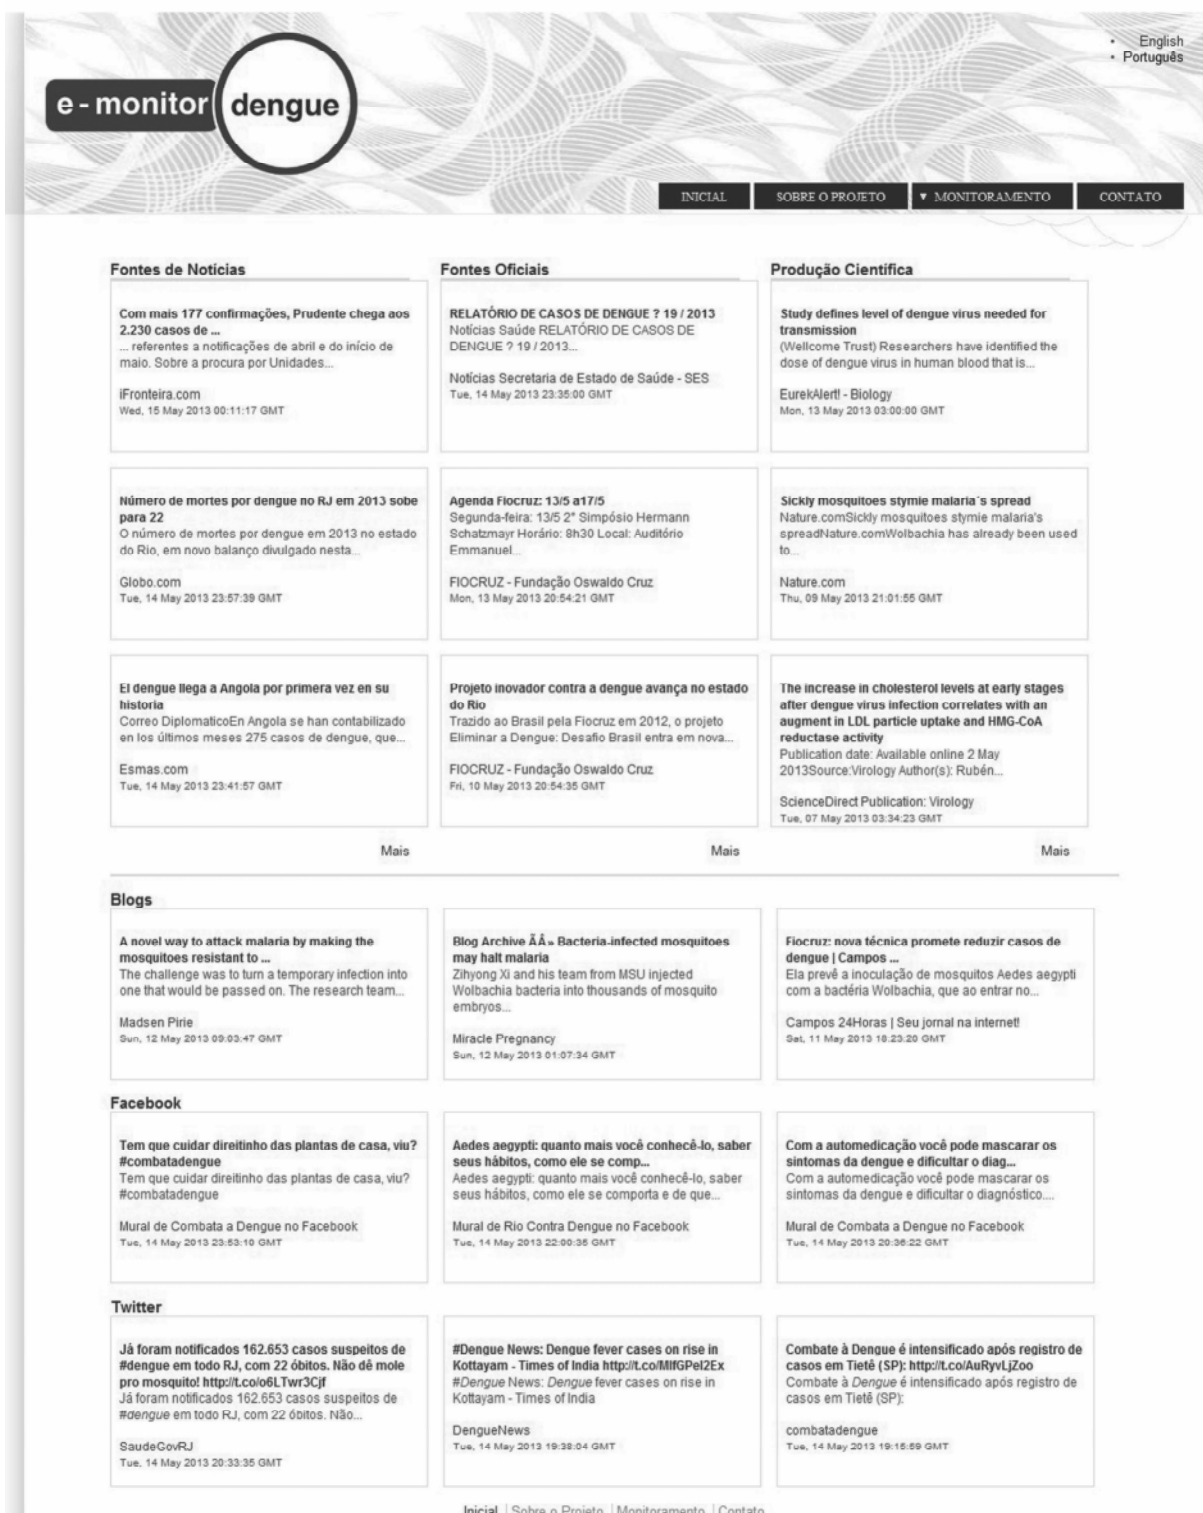 English
Português
e-monitor dengue
INICIAL
SOBRE O PROJETO
▼ MONITORAMENTO
CONTATO
Fontes de Notícias
Com mais 177 confirmações, Prudente chega aos
2.230 casos de ...
... referentes a notificações de abril e do início de
maio. Sobre a procura por Unidades...
iFronteira.com
Wed, 15 May 2013 00:11:17 GMT
Número de mortes por dengue no RJ em 2013 sobe
para 22
O número de mortes por dengue em 2013 no estado
do Rio, em novo balanço divulgado nesta...
Globo.com
Tue, 14 May 2013 23:57:39 GMT
El dengue llega a Angola por primera vez en su
historia
Correo DiplomaticoEn Angola se han contabilizado
en los últimos meses 275 casos de dengue, que...
Esmas.com
Tue, 14 May 2013 23:41:57 GMT
Mais
Fontes Oficiais
RELATÓRIO DE CASOS DE DENGUE ? 19 / 2013
Notícias Saúde RELATÓRIO DE CASOS DE
DENGUE ? 19 / 2013...
Notícias Secretaria de Estado de Saúde - SES
Tue, 14 May 2013 23:35:00 GMT
Agenda Fiocruz: 13/5 a17/5
Segunda-feira: 13/5 2° Simpósio Hermann
Schatzmayr Horário: 8h30 Local: Auditório
Emmanuel...
FIOCRUZ - Fundação Oswaldo Cruz
Mon, 13 May 2013 20:54:21 GMT
Projeto inovador contra a dengue avança no estado
do Rio
Trazido ao Brasil pela Fiocruz em 2012, o projeto
Eliminar a Dengue: Desafio Brasil entra em nova...
FIOCRUZ - Fundação Oswaldo Cruz
Fri, 10 May 2013 20:54:35 GMT
Mais
Produção Científica
Study defines level of dengue virus needed for
transmission
(Wellcome Trust) Researchers have identified the
dose of dengue virus in human blood that is...
EurekAlert! - Biology
Mon, 13 May 2013 03:00:00 GMT
Sickly mosquitoes stymie malaria´s spread
Nature.comSickly mosquitoes stymie malaria's
spreadNature.comWolbachia has already been used
to...
Nature.com
Thu, 09 May 2013 21:01:55 GMT
The increase in cholesterol levels at early stages
after dengue virus infection correlates with an
augment in LDL particle uptake and HMG-CoA
reductase activity
Publication date: Available online 2 May
2013Source:Virology Author(s): Rubén...
ScienceDirect Publication: Virology
Tue, 07 May 2013 03:34:23 GMT
Mais
Blogs
A novel way to attack malaria by making the
mosquitoes resistant to ...
The challenge was to turn a temporary infection into
one that would be passed on. The research team...
Madsen Pirie
Sun, 12 May 2013 09:03:47 GMT
Blog Archive ÃÂ» Bacteria-infected mosquitoes
may halt malaria
Zihyong Xi and his team from MSU injected
Wolbachia bacteria into thousands of mosquito
embryos...
Miracle Pregnancy
Sun, 12 May 2013 01:07:34 GMT
Fiocruz: nova técnica promete reduzir casos de
dengue | Campos ...
Ela prevê a inoculação de mosquitos Aedes aegypti
com a bactéria Wolbachia, que ao entrar no...
Campos 24Horas | Seu jornal na internet!
Sat, 11 May 2013 18:23:20 GMT
Facebook
Tem que cuidar direitinho das plantas de casa, viu?
#combatadengue
Tem que cuidar direitinho das plantas de casa, viu?
#combatadengue
Mural de Combata a Dengue no Facebook
Tue, 14 May 2013 23:53:10 GMT
Aedes aegypti: quanto mais você conhecê-lo, saber
seus hábitos, como ele se comp...
Aedes aegypti: quanto mais você conhecê-lo, saber
seus hábitos, como ele se comporta e de que...
Mural de Rio Contra Dengue no Facebook
Tue, 14 May 2013 22:00:35 GMT
Com a automedicação você pode mascarar os
sintomas da dengue e dificultar o diag...
Com a automedicação você pode mascarar os
sintomas da dengue e dificultar o diagnóstico....
Mural de Combata a Dengue no Facebook
Tue, 14 May 2013 20:36:22 GMT
Twitter
Já foram notificados 162.653 casos suspeitos de
#dengue em todo RJ, com 22 óbitos. Não dê mole
pro mosquito! http://t.co/o6LTwr3Cjf
Já foram notificados 162.653 casos suspeitos de
#dengue em todo RJ, com 22 óbitos. Não...
SaudeGovRJ
Tue, 14 May 2013 20:33:35 GMT
#Dengue News: Dengue fever cases on rise in
Kottayam - Times of India http://t.co/MlfGPel2Ex
#Dengue News: Dengue fever cases on rise in
Kottayam - Times of India
DengueNews
Tue, 14 May 2013 19:38:04 GMT
Combate à Dengue é intensificado após registro de
casos em Tietê (SP): http://t.co/AuRyvLjZoo
Combate à Dengue é intensificado após registro de
casos em Tietê (SP):
combatadengue
Tue, 14 May 2013 19:15:59 GMT
Inicial | Sobre o Projeto | Monitoramento | Contato